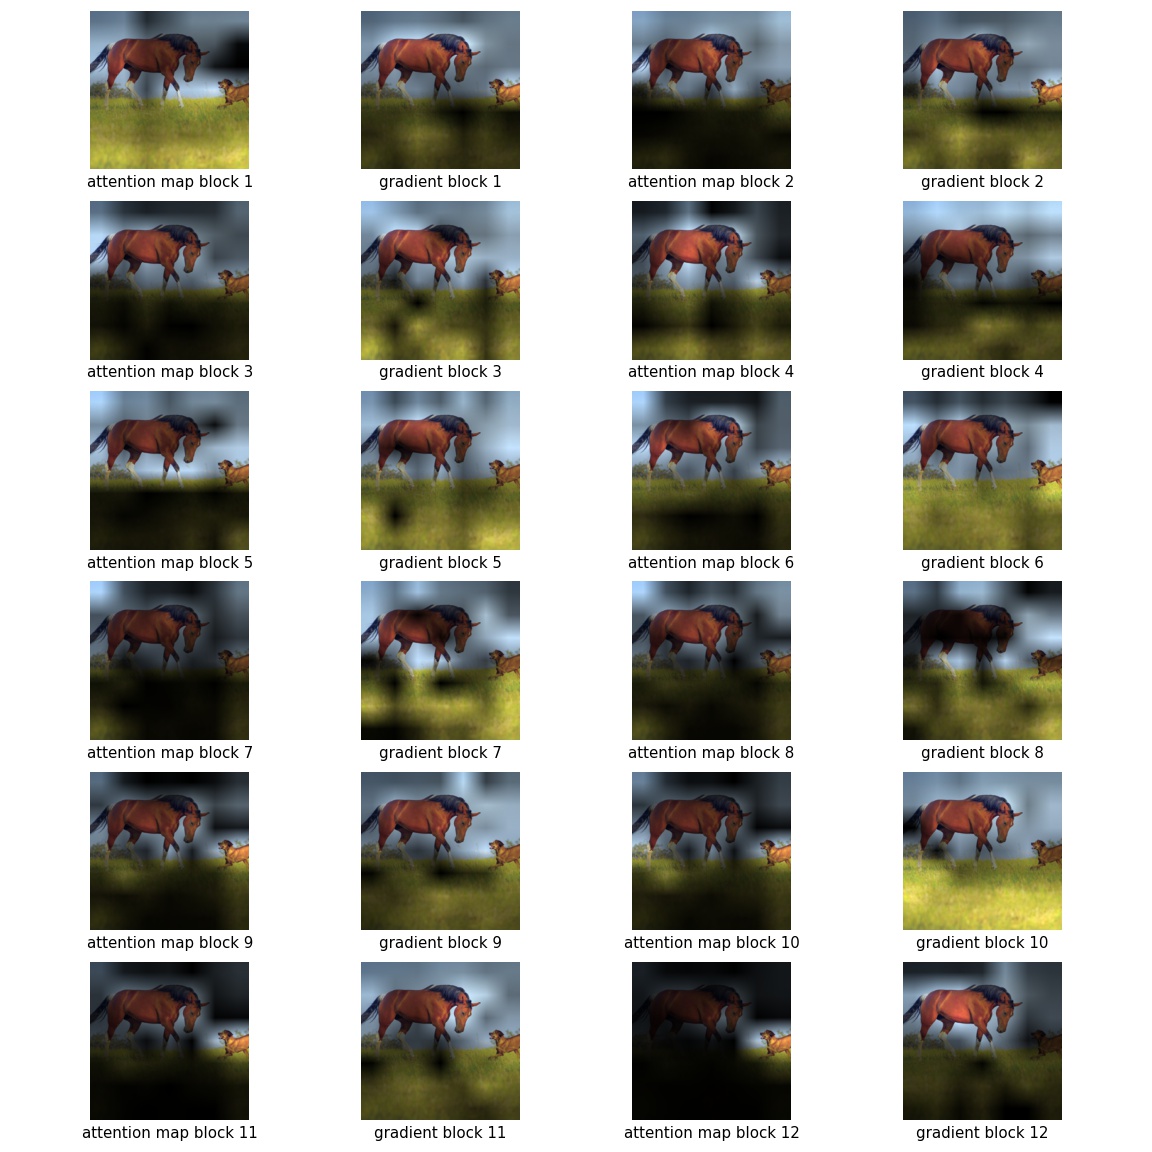 attention map block 1
gradient block 1
attention map block 2
gradient block 2
attention map block 3
gradient block 3
attention map block 4
gradient block 4
attention map block 5
gradient block 5
attention map block 6
gradient block 6
attention map block 7
gradient block 7
attention map block 8
gradient block 8
attention map block 9
gradient block 9
attention map block 10
gradient block 10
attention map block 11
gradient block 11
attention map block 12
gradient block 12